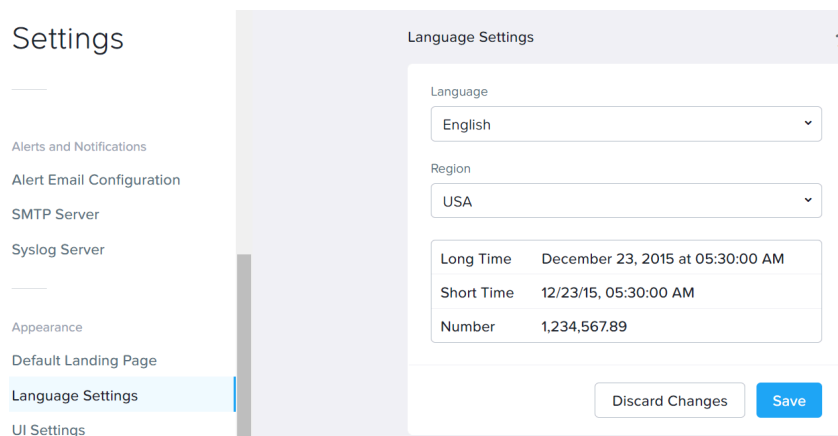 Settings
Alerts and Notifications
Alert Email Configuration
SMTP Server
Syslog Server
Appearance
Default Landing Page
Language Settings
UI Settings
Language Settings
Language
English
Region
USA
Long Time December 23, 2015 at 05:30:00 AM
Short Time 12/23/15, 05:30:00 AM
Number 1,234,567.89
Discard Changes Save